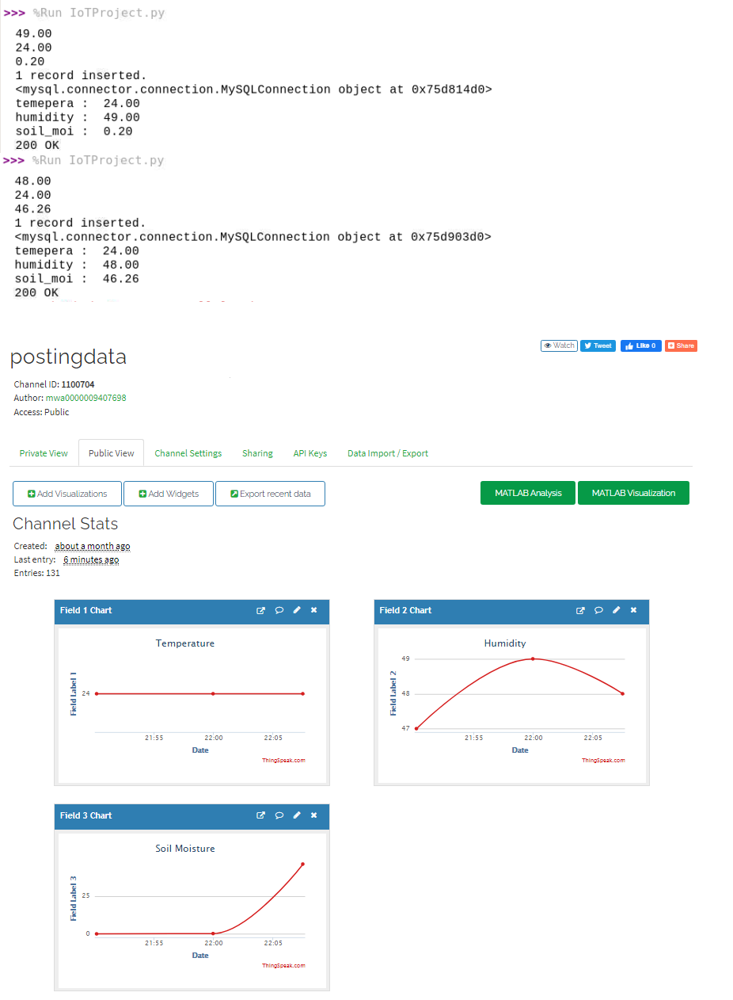 >>> %Run IoTProject.py
49.00
24.00
0.20
1 record inserted.
<mysql.connector.connection.MySQLConnection object at 0x75d814d0>
temepera :  24.00
humidity :  49.00
soil_moi :  0.20
200 OK
>>> %Run IoTProject.py
48.00
24.00
46.26
1 record inserted.
<mysql.connector.connection.MySQLConnection object at 0x75d903d0>
temepera :  24.00
humidity :  48.00
soil_moi :  46.26
200 OK
postingdata
Watch Tweet Like 0 Share
Channel ID: 1100704
Author: mwa0000009407698
Access: Public
Private View Public View Channel Settings Sharing API Keys Data Import / Export
Add Visualizations Add Widgets Export recent data MATLAB Analysis MATLAB Visualization
Channel Stats
Created: about a month ago
Last entry: 6 minutes ago
Entries: 131
Field 1 Chart
Temperature
Field Label 1
24
21:55 22:00 22:05
Date
ThingSpeak.com
Field 2 Chart
Humidity
Field Label 2
49
48
47
21:55 22:00 22:05
Date
ThingSpeak.com
Field 3 Chart
Soil Moisture
Field Label 3
25
0
21:55 22:00 22:05
Date
ThingSpeak.com